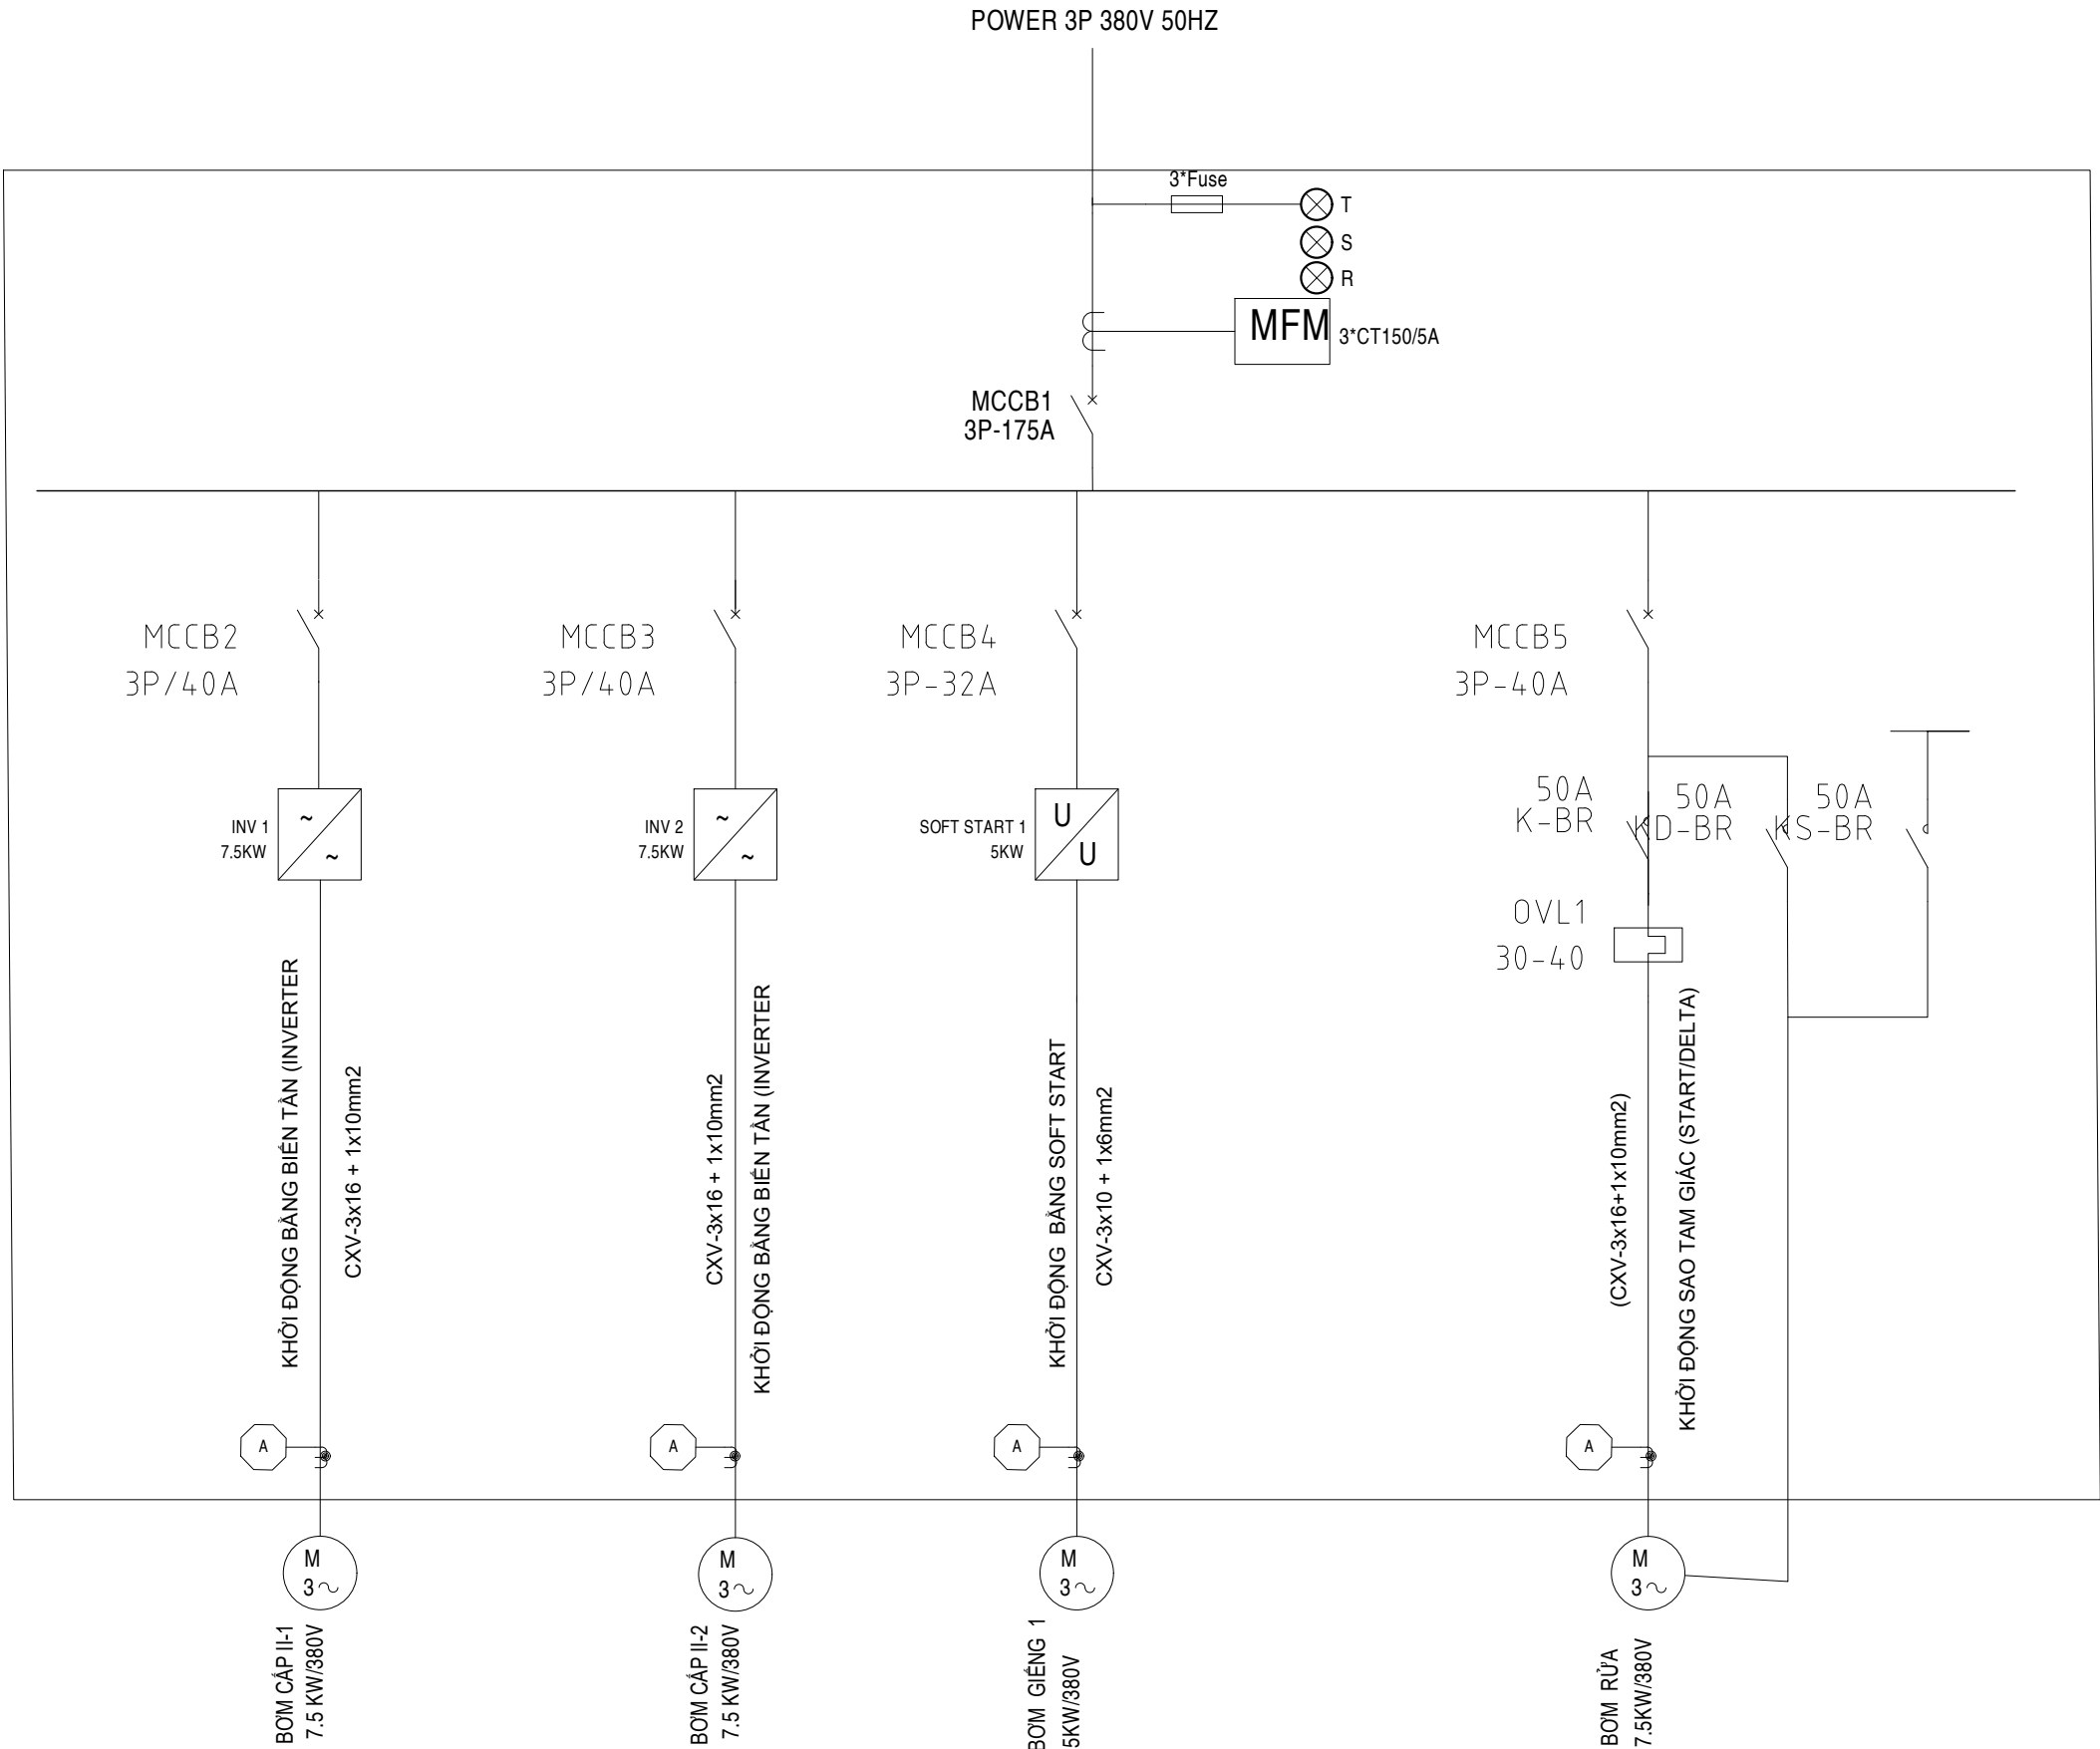 POWER 3P 380V 50HZ
3*Fuse
T
S
R
MFM
3*CT150/5A
MCCB1
3P-175A
MCCB2
3P/40A
MCCB3
3P/40A
MCCB4
3P-32A
MCCB5
3P-40A
INV 1
7.5KW
~
~
INV 2
7.5KW
~
~
SOFT START 1
5KW
U
U
50A
K-BR
50A
KD-BR
50A
KS-BR
OVL1
30-40
KHỞI ĐỘNG BẰNG BIẾN TẦN (INVERTER
CXV-3x16 + 1x10mm2
CXV-3x16 + 1x10mm2
KHỞI ĐỘNG BẰNG BIẾN TẦN (INVERTER
KHỞI ĐỘNG BẰNG SOFT START
CXV-3x10 + 1x6mm2
(CXV-3x16+1x10mm2)
KHỞI ĐỘNG SAO TAM GIÁC (START/DELTA)
A
A
A
A
M
3~
M
3~
M
3~
M
3~
BƠM CẤP II-1
7.5 KW/380V
BƠM CẤP II-2
7.5 KW/380V
BƠM GIẾNG 1
5KW/380V
BƠM RỬA
7.5KW/380V